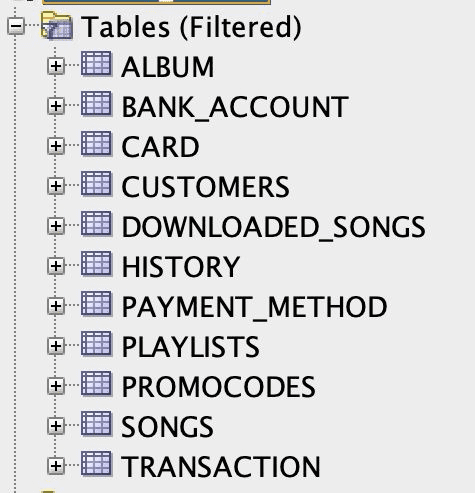 Tables (Filtered)
ALBUM
BANK_ACCOUNT
CARD
CUSTOMERS
DOWNLOADED_SONGS
HISTORY
PAYMENT_METHOD
PLAYLISTS
PROMOCODES
SONGS
TRANSACTION